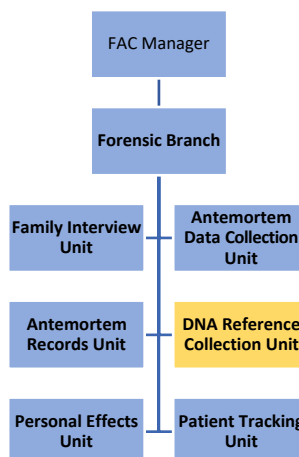 FAC Manager
Forensic Branch
Family Interview
Unit
Antemortem
Data Collection
Unit
Antemortem
Records Unit
DNA Reference
Collection Unit
Personal Effects
Unit
Patient Tracking
Unit